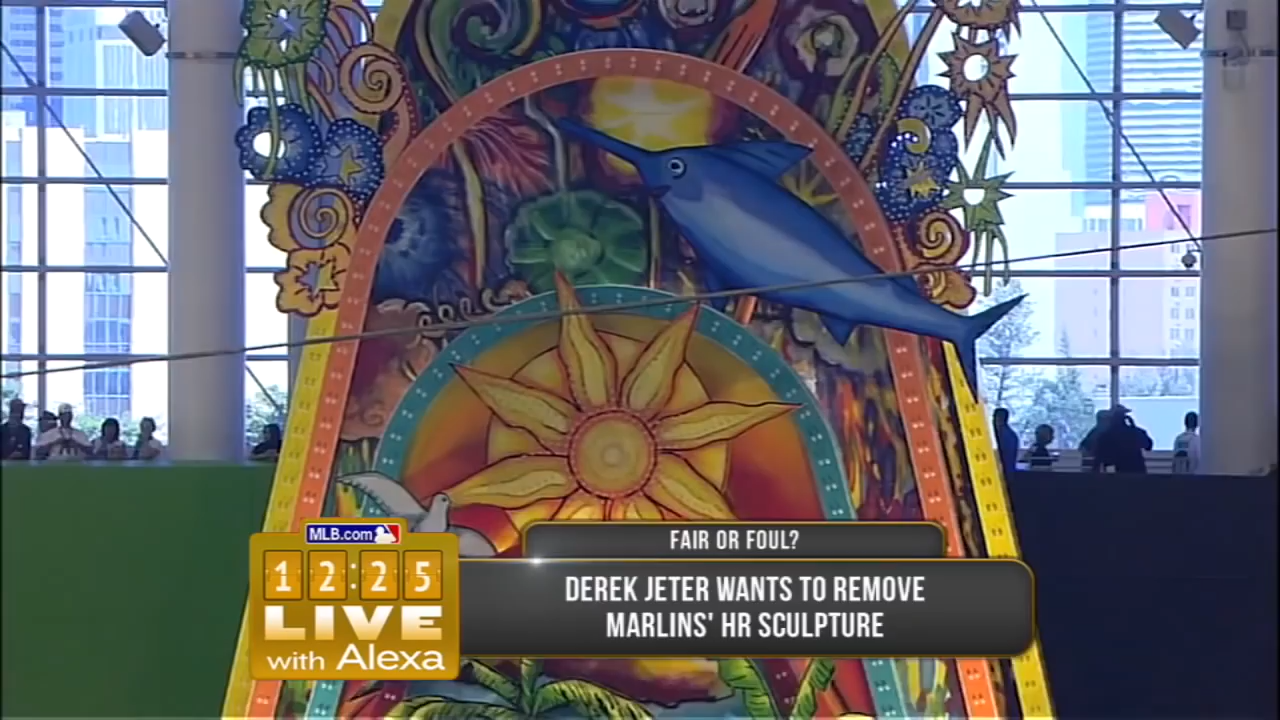 MLB.com
12:25
LIVE
with Alexa
FAIR OR FOUL?
DEREK JETER WANTS TO REMOVE
MARLINS' HR SCULPTURE